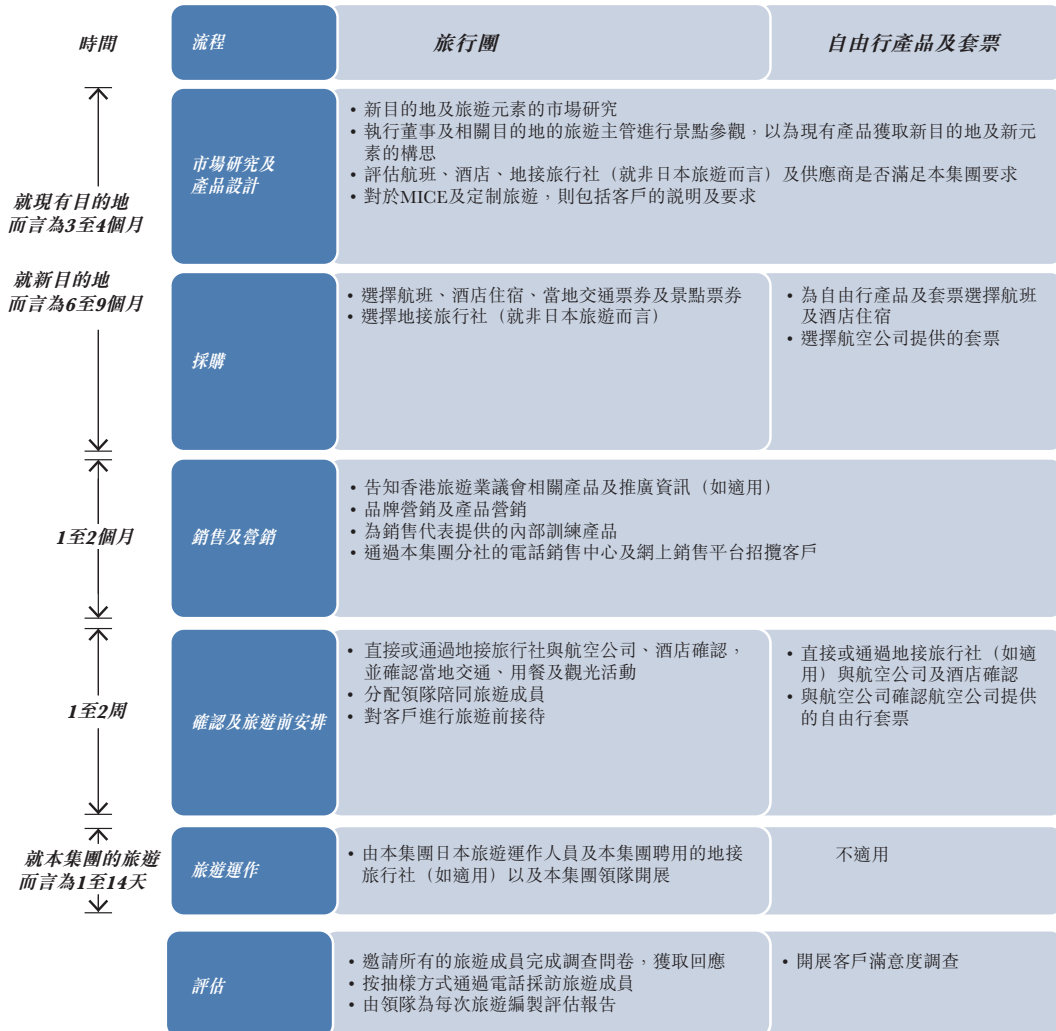 時間
流程
旅行團
自由行產品及套票
就現有目的地
而言為3至4個月
就新目的地
而言為6至9個月
市場研究及
產品設計
• 新目的地及旅遊元素的市場研究
• 執行董事及相關目的地的旅遊主管進行景點參觀，以為現有產品獲取新目的地及新元
素的構思
• 評估航班、酒店、地接旅行社（就非日本旅遊而言）及供應商是否滿足本集團要求
• 對於MICE及定制旅遊，則包括客戶的說明及要求
採購
• 選擇航班、酒店住宿、當地交通票券及景點票券
• 選擇地接旅行社（就非日本旅遊而言）
• 為自由行產品及套票選擇航班
及酒店住宿
• 選擇航空公司提供的套票
1至2個月
銷售及營銷
• 告知香港旅遊業議會相關產品及推廣資訊（如適用）
• 品牌營銷及產品營銷
• 為銷售代表提供的內部訓練產品
• 通過本集團分社的電話銷售中心及網上銷售平台招攬客戶
1至2周
確認及旅遊前安排
• 直接或通過地接旅行社與航空公司、酒店確認，
並確認當地交通、用餐及觀光活動
• 分配領隊陪同旅遊成員
• 對客戶進行旅遊前接待
• 直接或通過地接旅行社（如適
用）與航空公司及酒店確認
• 與航空公司確認航空公司提供
的自由行套票
就本集團的旅遊
而言為1至14天
旅遊運作
• 由本集團日本旅遊運作人員及本集團聘用的地接
旅行社（如適用）以及本集團領隊開展
不適用
評估
• 邀請所有的旅遊成員完成調查問卷，獲取回應
• 按抽樣方式通過電話採訪旅遊成員
• 由領隊為每次旅遊編製評估報告
• 開展客戶滿意度調查